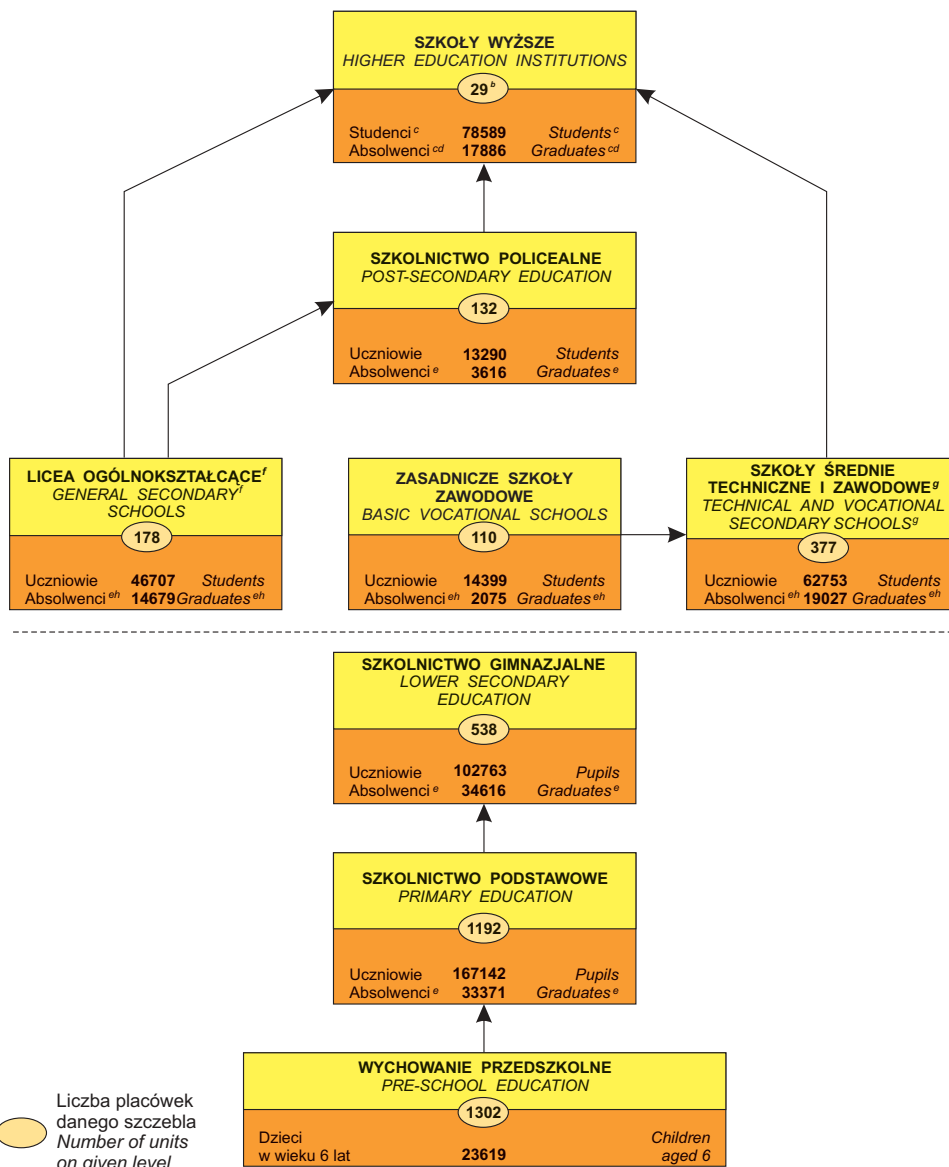 SZKOŁY WYŻSZE
HIGHER EDUCATION INSTITUTIONS
29 b
Studenci c 78589 Students c
Absolwenci cd 17886 Graduates cd
SZKOLNICTWO POLICEALNE
POST-SECONDARY EDUCATION
132
Uczniowie 13290 Students
Absolwenci e 3616 Graduates e
LICEA OGÓLNOKSZTAŁCĄCE f
GENERAL SECONDARY f
SCHOOLS
178
Uczniowie 46707 Students
Absolwenci eh 14679 Graduates eh
ZASADNICZE SZKOŁY
ZAWODOWE
BASIC VOCATIONAL SCHOOLS
110
Uczniowie 14399 Students
Absolwenci eh 2075 Graduates eh
SZKOŁY ŚREDNIE
TECHNICZNE I ZAWODOWE g
TECHNICAL AND VOCATIONAL
SECONDARY SCHOOLS g
377
Uczniowie 62753 Students
Absolwenci eh 19027 Graduates eh
SZKOLNICTWO GIMNAZJALNE
LOWER SECONDARY
EDUCATION
538
Uczniowie 102763 Pupils
Absolwenci e 34616 Graduates e
SZKOLNICTWO PODSTAWOWE
PRIMARY EDUCATION
1192
Uczniowie 167142 Pupils
Absolwenci e 33371 Graduates e
WYCHOWANIE PRZEDSZKOLNE
PRE-SCHOOL EDUCATION
1302
Dzieci Children
w wieku 6 lat 23619 aged 6
Liczba placówek
danego szczebla
Number of units
on given level